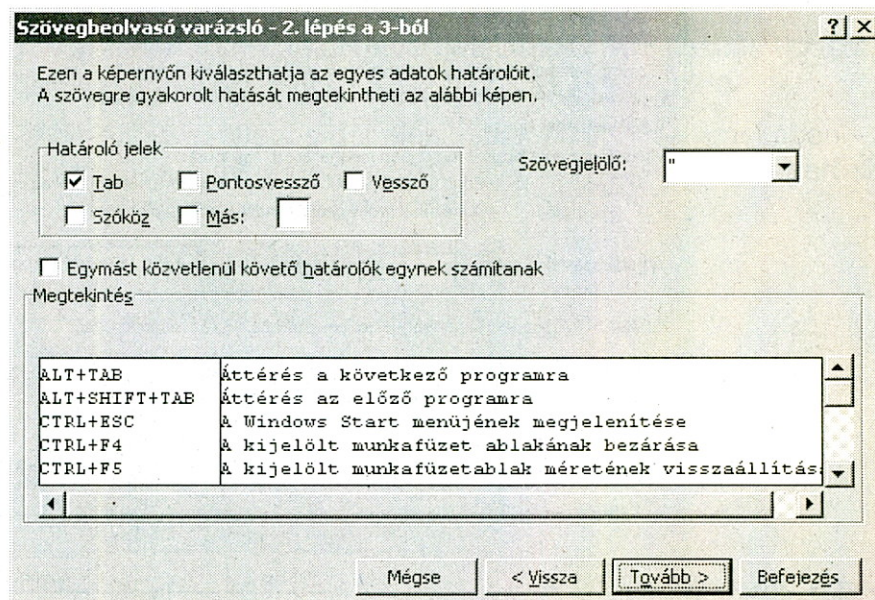 Szövegbeolvasó varázsló - 2. lépés a 3-ból
Ezen a képernyőn kiválaszthatja az egyes adatok határolóit.
A szövegre gyakorolt hatását megtekintheti az alábbi képen.
Határoló jelek
Tab Pontosvessző Vessző
Szóköz Más:
Szövegjelölő: "
Egymást közvetlenül követő határolók egynek számítanak
Megtekintés
ALT+TAB Áttérés a következő programra
ALT+SHIFT+TAB Áttérés az előző programra
CTRL+ESC A Windows Start menüjének megjelenítése
CTRL+F4 A kijelölt munkafüzet ablakának bezárása
CTRL+F5 A kijelölt munkafüzetablak méretének visszaállítás
Mégse < Vissza Tovább > Befejezés